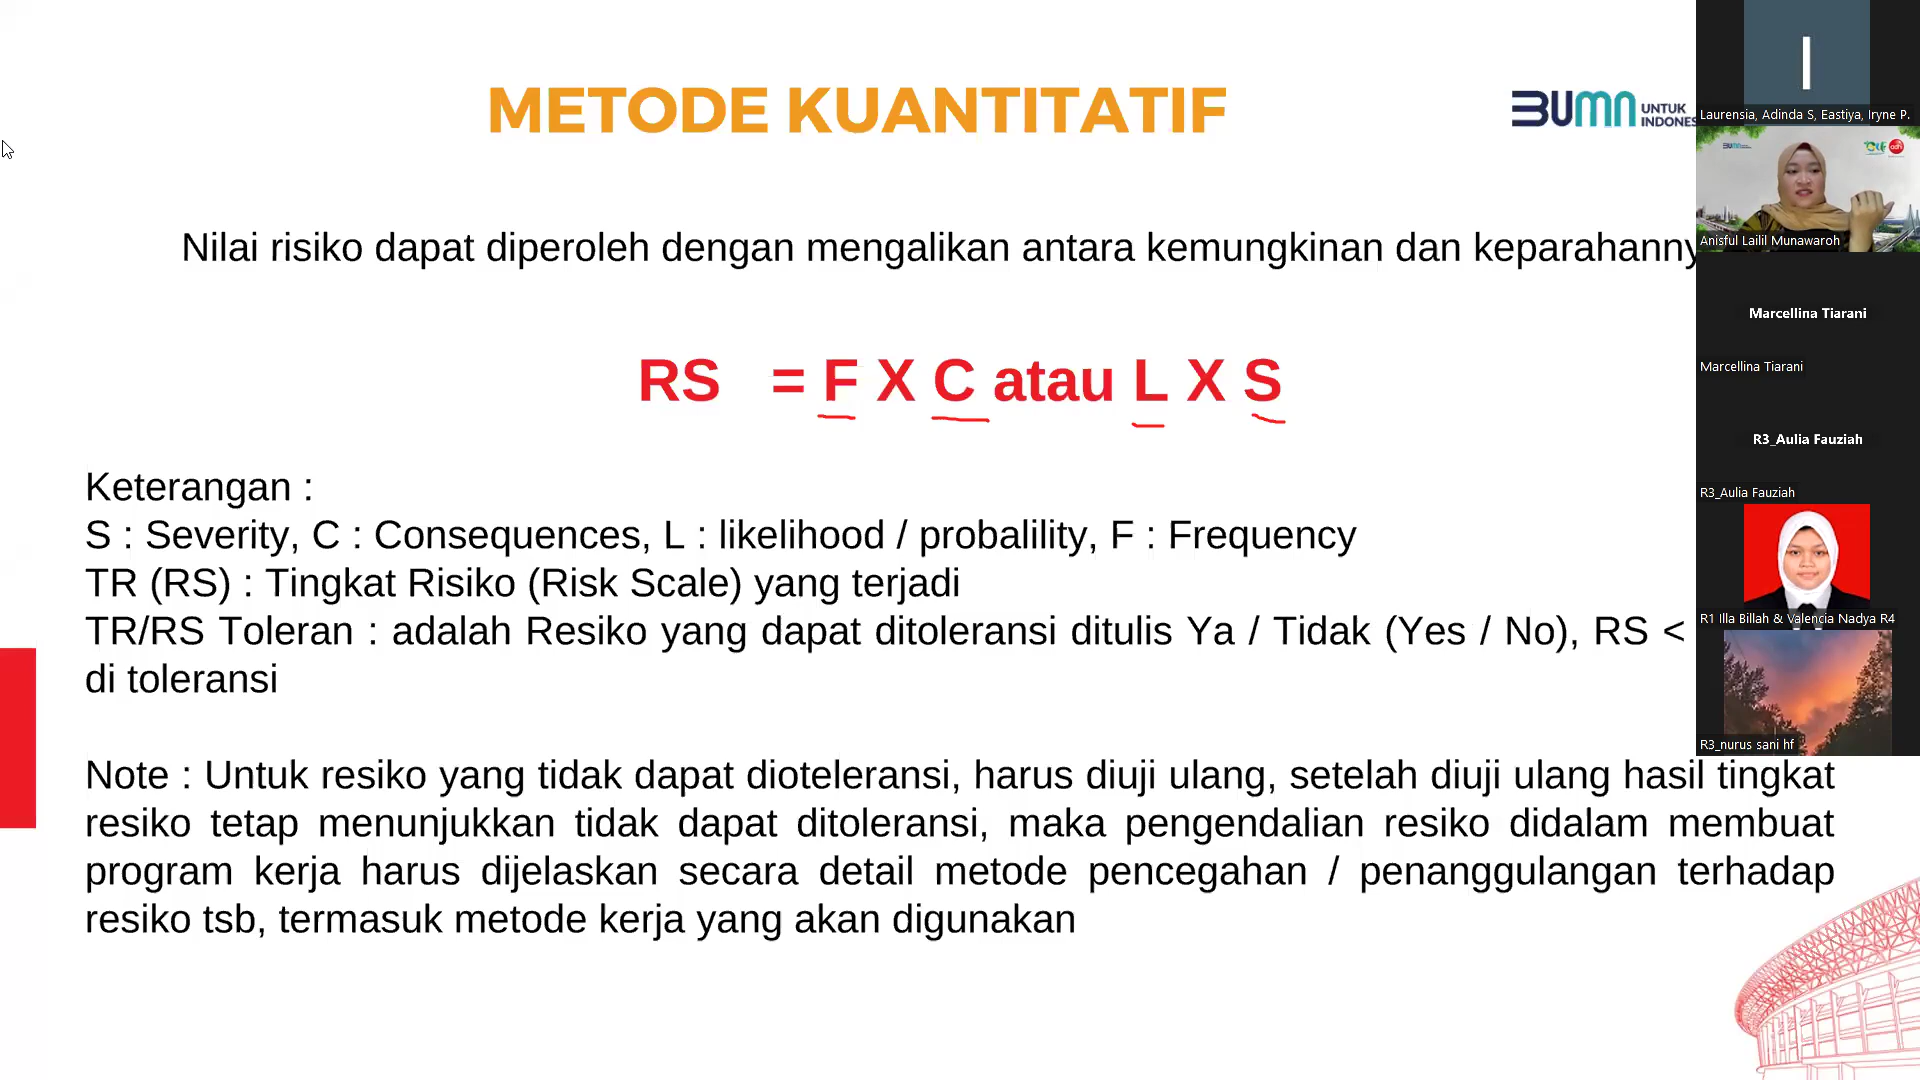 METODE KUANTITATIF
BUMN UNTUK
INDONES
Nilai risiko dapat diperoleh dengan mengalikan antara kemungkinan dan keparahanny
RS = F X C atau L X S
Keterangan :
S : Severity, C : Consequences, L : likelihood / probalility, F : Frequency
TR (RS) : Tingkat Risiko (Risk Scale) yang terjadi
TR/RS Toleran : adalah Resiko yang dapat ditoleransi ditulis Ya / Tidak (Yes / No), RS <
di toleransi
Note : Untuk resiko yang tidak dapat dioteleransi, harus diuji ulang, setelah diuji ulang hasil tingkat
resiko tetap menunjukkan tidak dapat ditoleransi, maka pengendalian resiko didalam membuat
program kerja harus dijelaskan secara detail metode pencegahan / penanggulangan terhadap
resiko tsb, termasuk metode kerja yang akan digunakan
I
Laurensia, Adinda S, Eastiya, Iryne P.
BUMN
adhi
Anisful Lailil Munawaroh
Marcellina Tiarani
Marcellina Tiarani
R3_Aulia Fauziah
R3_Aulia Fauziah
R1 Illa Billah & Valencia Nadya R4
R3_nurus sani hf